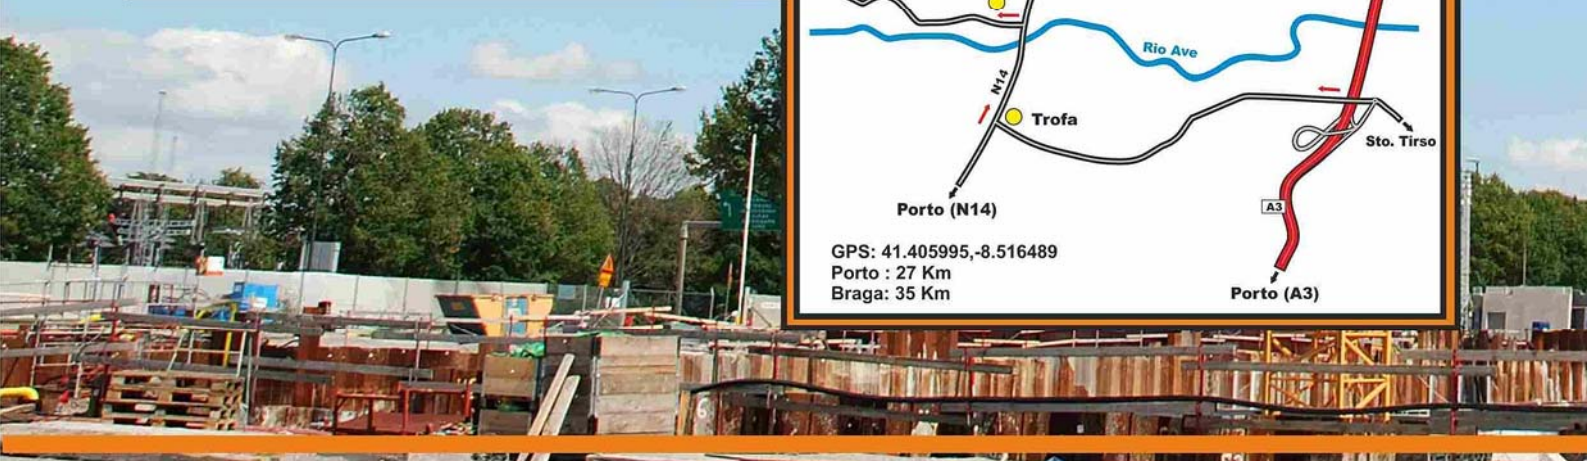 Rio Ave
N14
Trofa
Sto. Tirso
A3
Porto (N14)
GPS: 41.405995,-8.516489
Porto : 27 Km
Braga: 35 Km
Porto (A3)